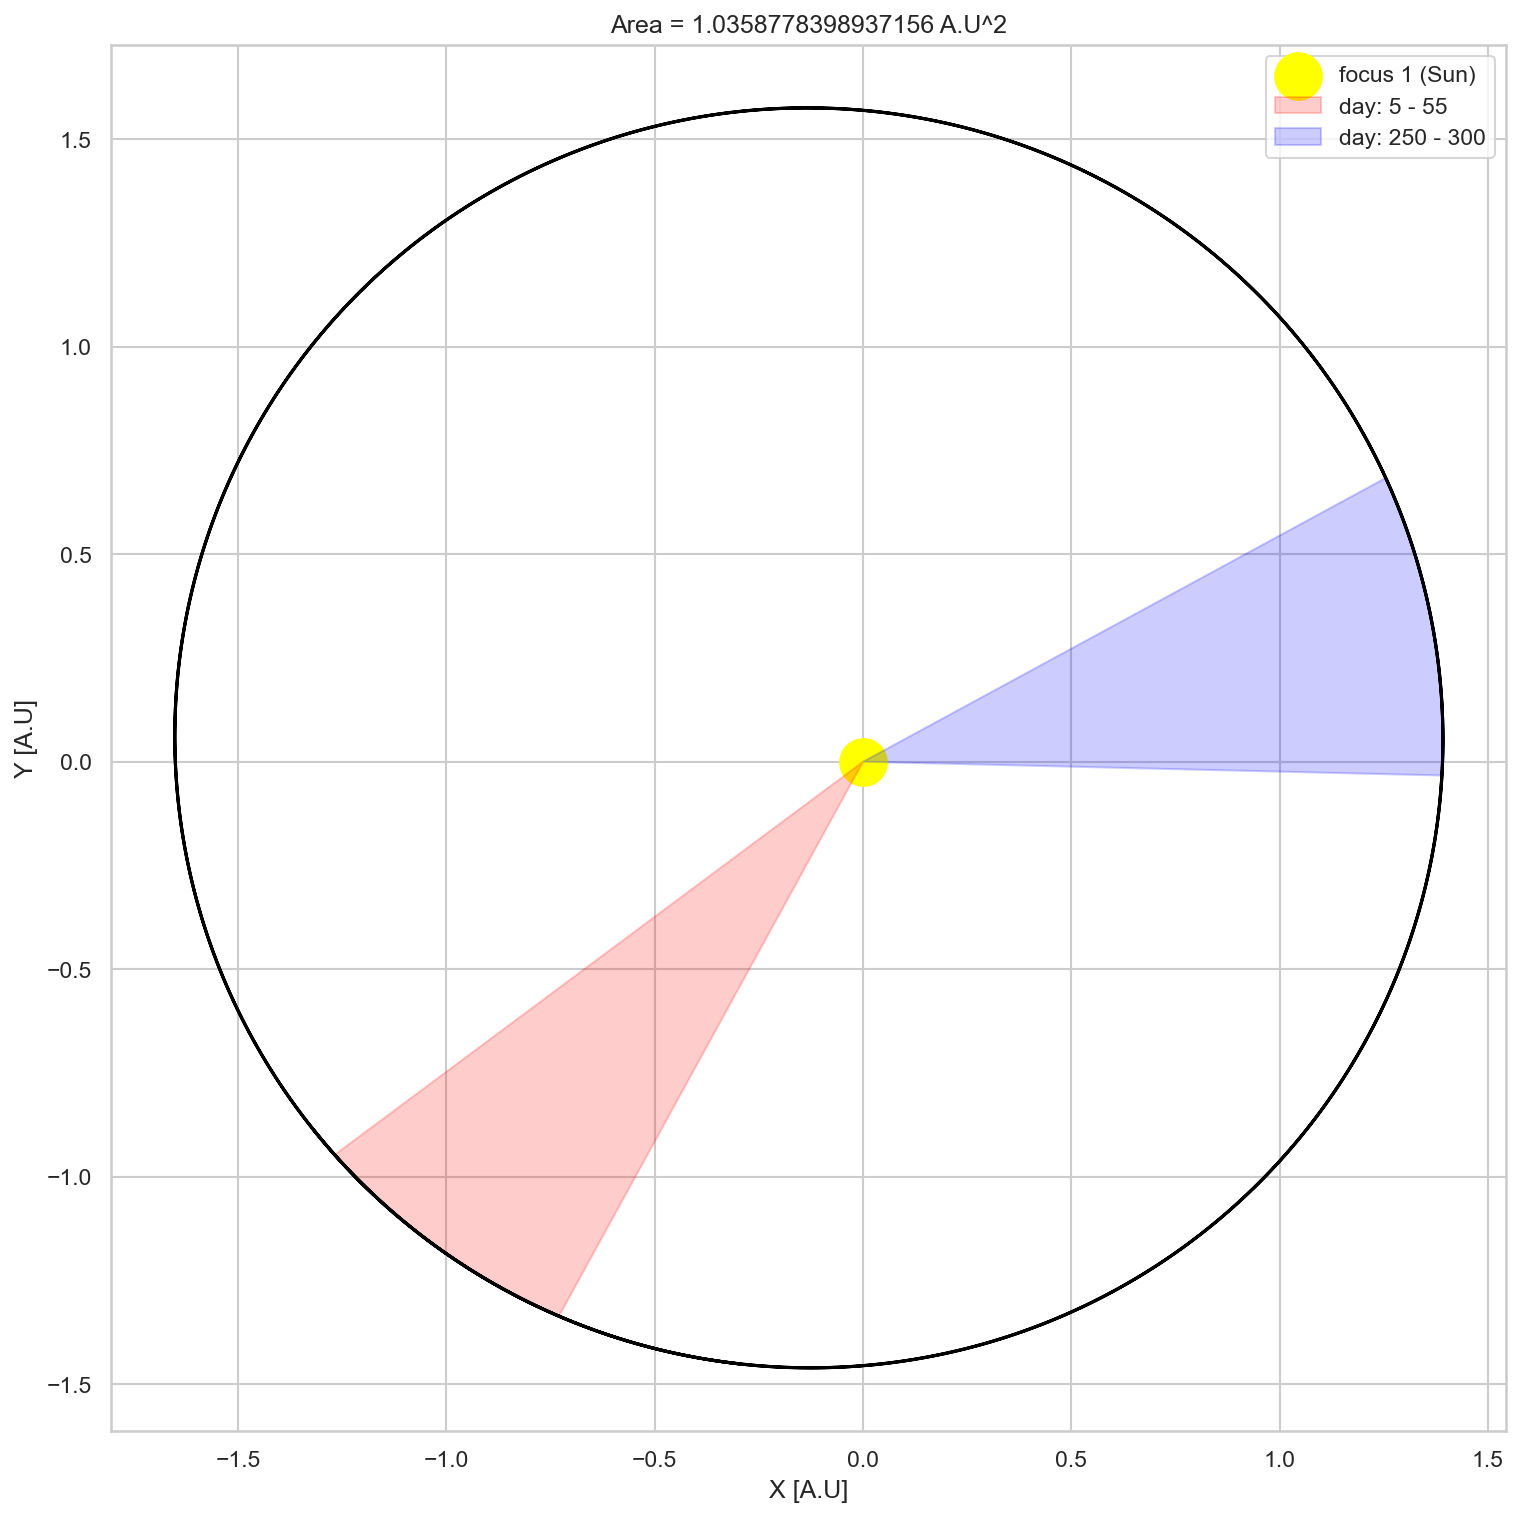 Area = 1.0358778398937156 A.U^2
focus 1 (Sun)
day: 5 - 55
day: 250 - 300
1.5
1.0
0.5
0.0
−0.5
−1.0
−1.5
Y [A.U]
−1.5 −1.0 −0.5 0.0 0.5 1.0 1.5
X [A.U]